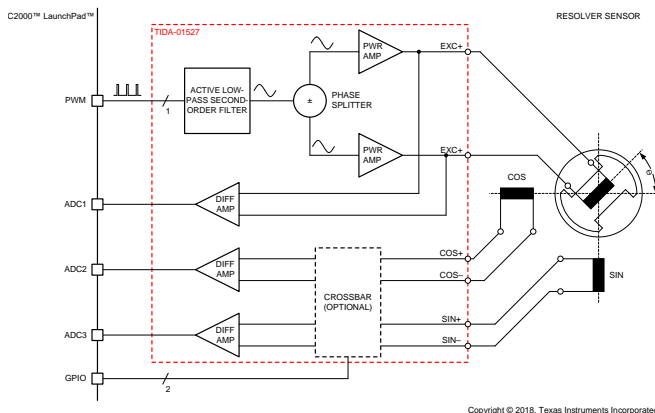 C2000™ LaunchPad™
RESOLVER SENSOR
TIDA-01527
EXC+
PWR
AMP
PWM
1
ACTIVE LOW-
PASS SECOND-
ORDER FILTER
±
PHASE
SPLITTER
PWR
AMP
EXC+
ADC1
DIFF
AMP
COS
Θ
ADC2
DIFF
AMP
COS+
COS–
CROSSBAR
(OPTIONAL)
SIN
ADC3
DIFF
AMP
SIN+
SIN–
GPIO
2
Copyright © 2018, Texas Instruments Incorporated